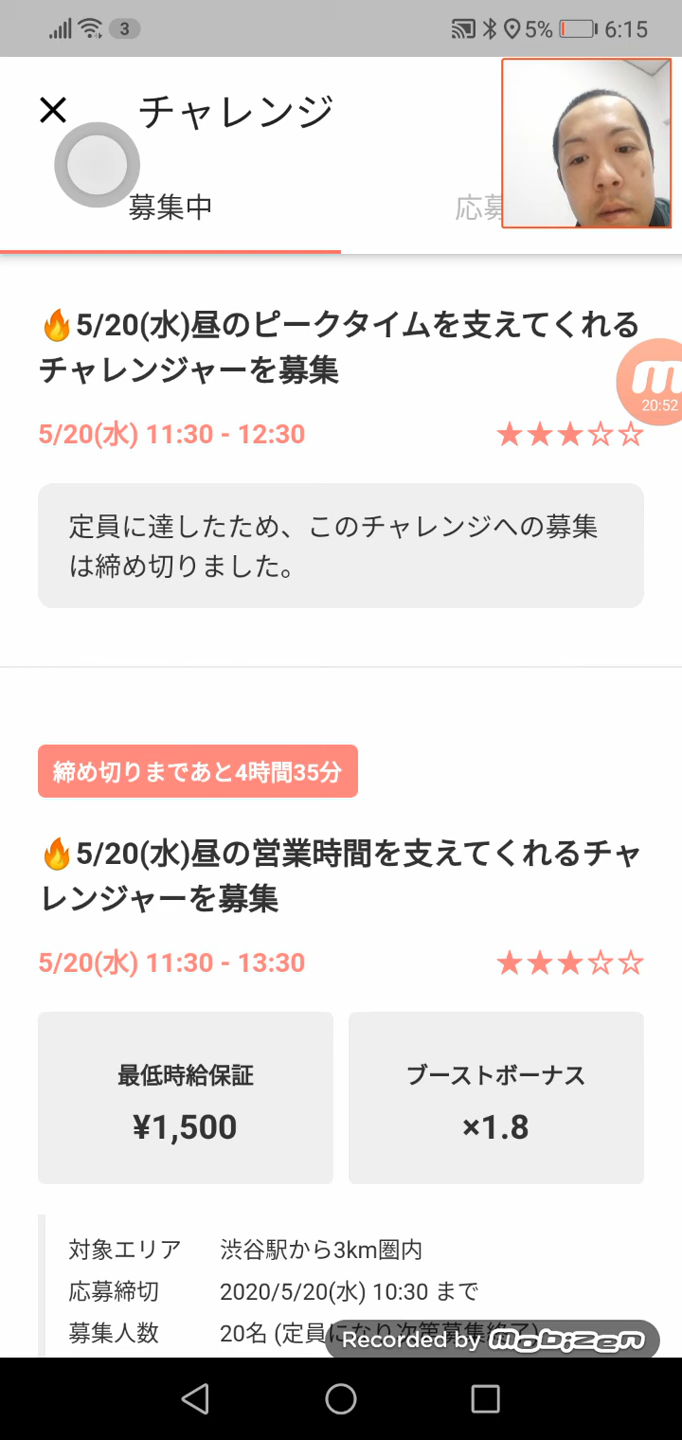 3 5% 6:15
チャレンジ
募集中 応募
🔥5/20(水)昼のピークタイムを支えてくれる
チャレンジャーを募集
20:52
5/20(水) 11:30 - 12:30 ★★★☆☆
定員に達したため、このチャレンジへの募集
は締め切りました。
締め切りまであと4時間35分
🔥5/20(水)昼の営業時間を支えてくれるチャ
レンジャーを募集
5/20(水) 11:30 - 13:30 ★★★☆☆
最低時給保証 ブーストボーナス
¥1,500 ×1.8
対象エリア 渋谷駅から3km圏内
応募締切 2020/5/20(水) 10:30 まで
募集人数 20名 (定員になり次第募集終了)
Recorded by mobizen